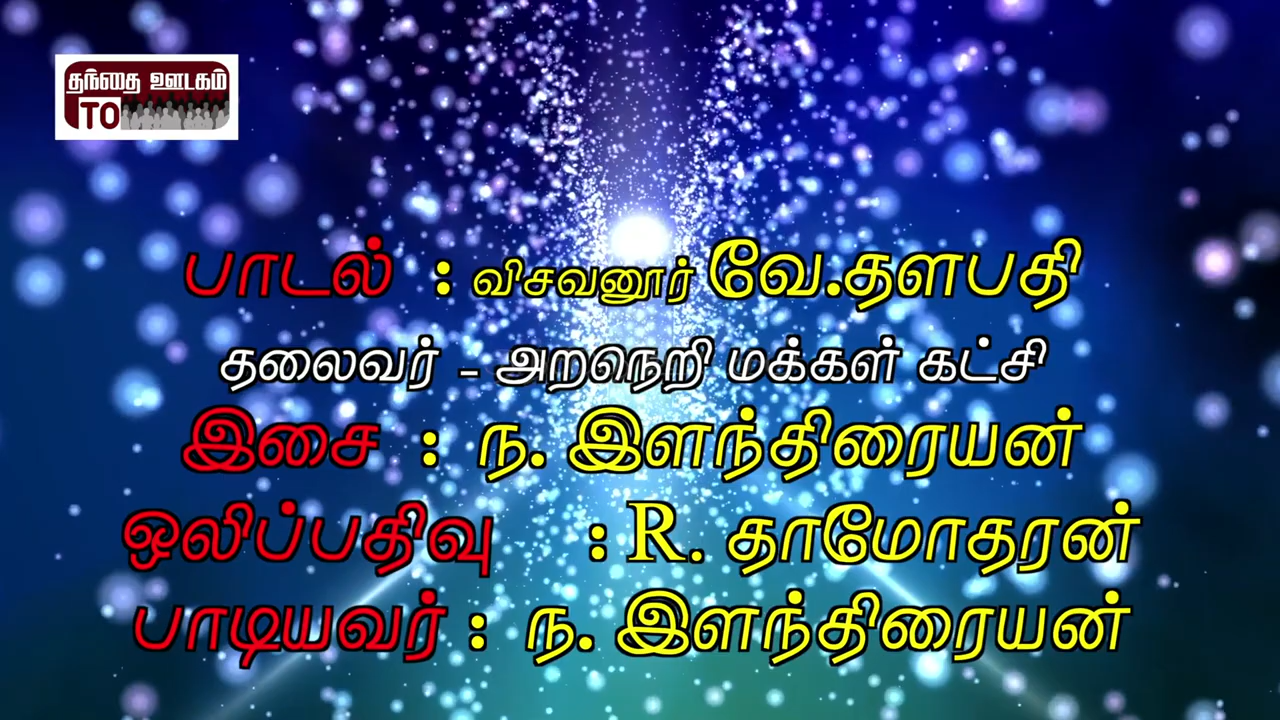 தந்தை ஊடகம்
TO
பாடல் : விசவனூர் வே.தளபதி
தலைவர் - அறநெறி மக்கள் கட்சி
இசை : ந. இளந்திரையன்
ஒலிப்பதிவு : R. தாமோதரன்
பாடியவர் : ந. இளந்திரையன்